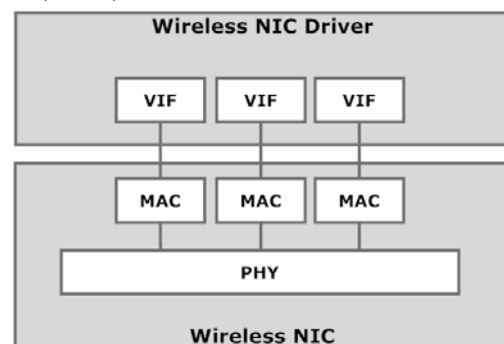 Wireless NIC Driver
VIF VIF VIF
MAC MAC MAC
PHY
Wireless NIC